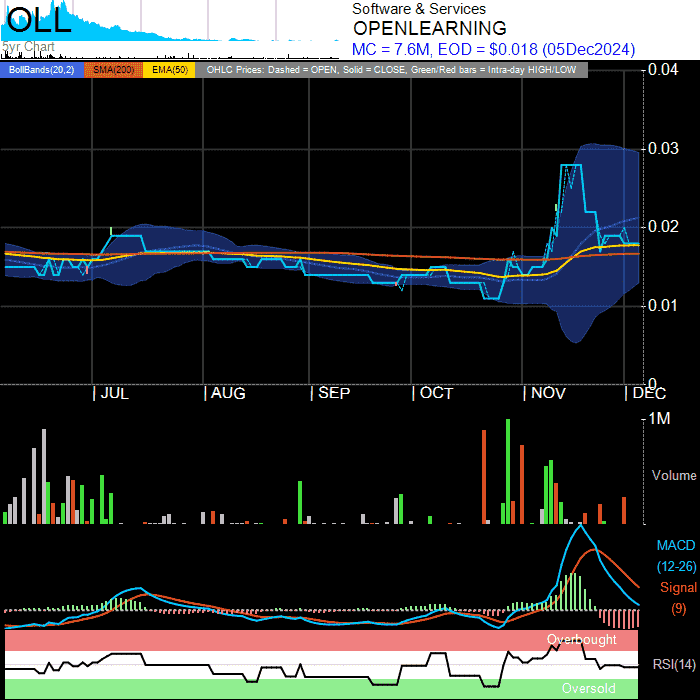 OLL
5yr Chart
Software & Services
OPENLEARNING
MC = 7.6M, EOD = $0.018 (05Dec2024)
BollBands(20,2) SMA(200) EMA(50) OHLC Prices: Dashed = OPEN, Solid = CLOSE, Green/Red bars = Intra-day HIGH/LOW
0.04
0.03
0.02
0.01
0
| JUL | AUG | SEP | OCT | NOV | DEC
1M
Volume
MACD
(12-26)
Signal
(9)
Overbought
RSI(14)
Oversold